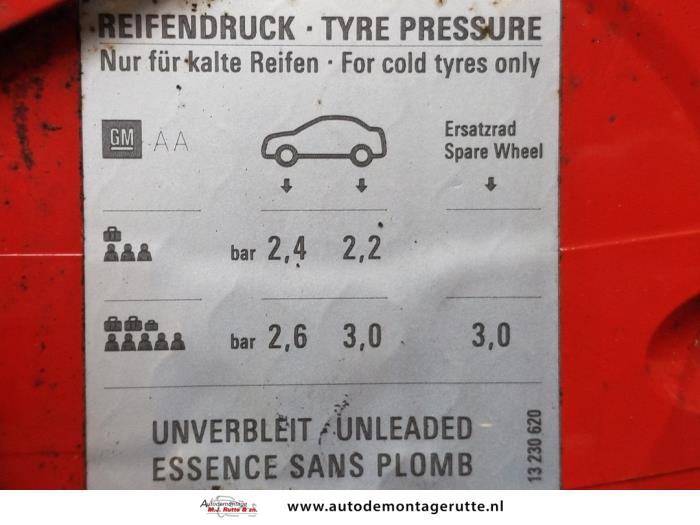 REIFENDRUCK · TYRE PRESSURE
Nur für kalte Reifen · For cold tyres only
GM AA
Ersatzrad
Spare Wheel
bar 2,4 2,2
bar 2,6 3,0 3,0
UNVERBLEIT / UNLEADED
ESSENCE SANS PLOMB
13 230 620
Autodemontage
M.J. Rutte & zn.
www.autodemontagerutte.nl